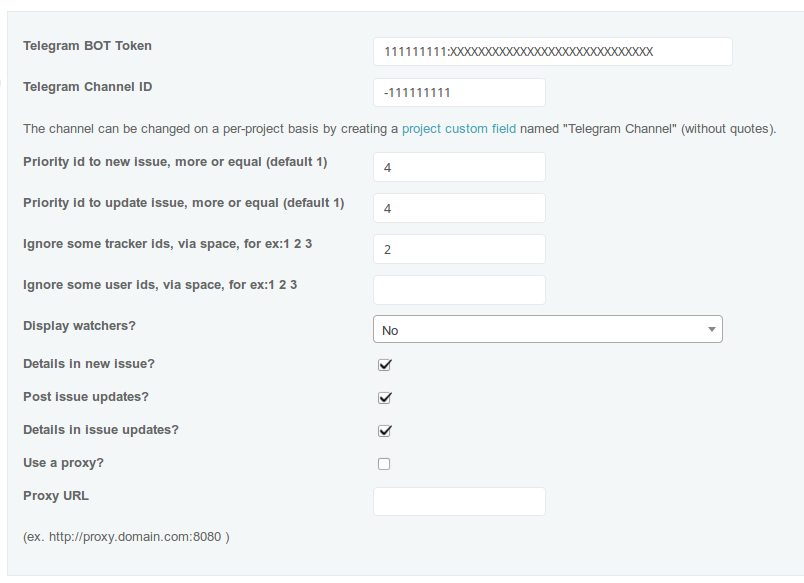 Telegram BOT Token
111111111:XXXXXXXXXXXXXXXXXXXXXXXXXXXXX
Telegram Channel ID
-111111111
The channel can be changed on a per-project basis by creating a project custom field named "Telegram Channel" (without quotes).
Priority id to new issue, more or equal (default 1)
4
Priority id to update issue, more or equal (default 1)
4
Ignore some tracker ids, via space, for ex:1 2 3
2
Ignore some user ids, via space, for ex:1 2 3
Display watchers?
No
Details in new issue?
Post issue updates?
Details in issue updates?
Use a proxy?
Proxy URL
(ex. http://proxy.domain.com:8080 )